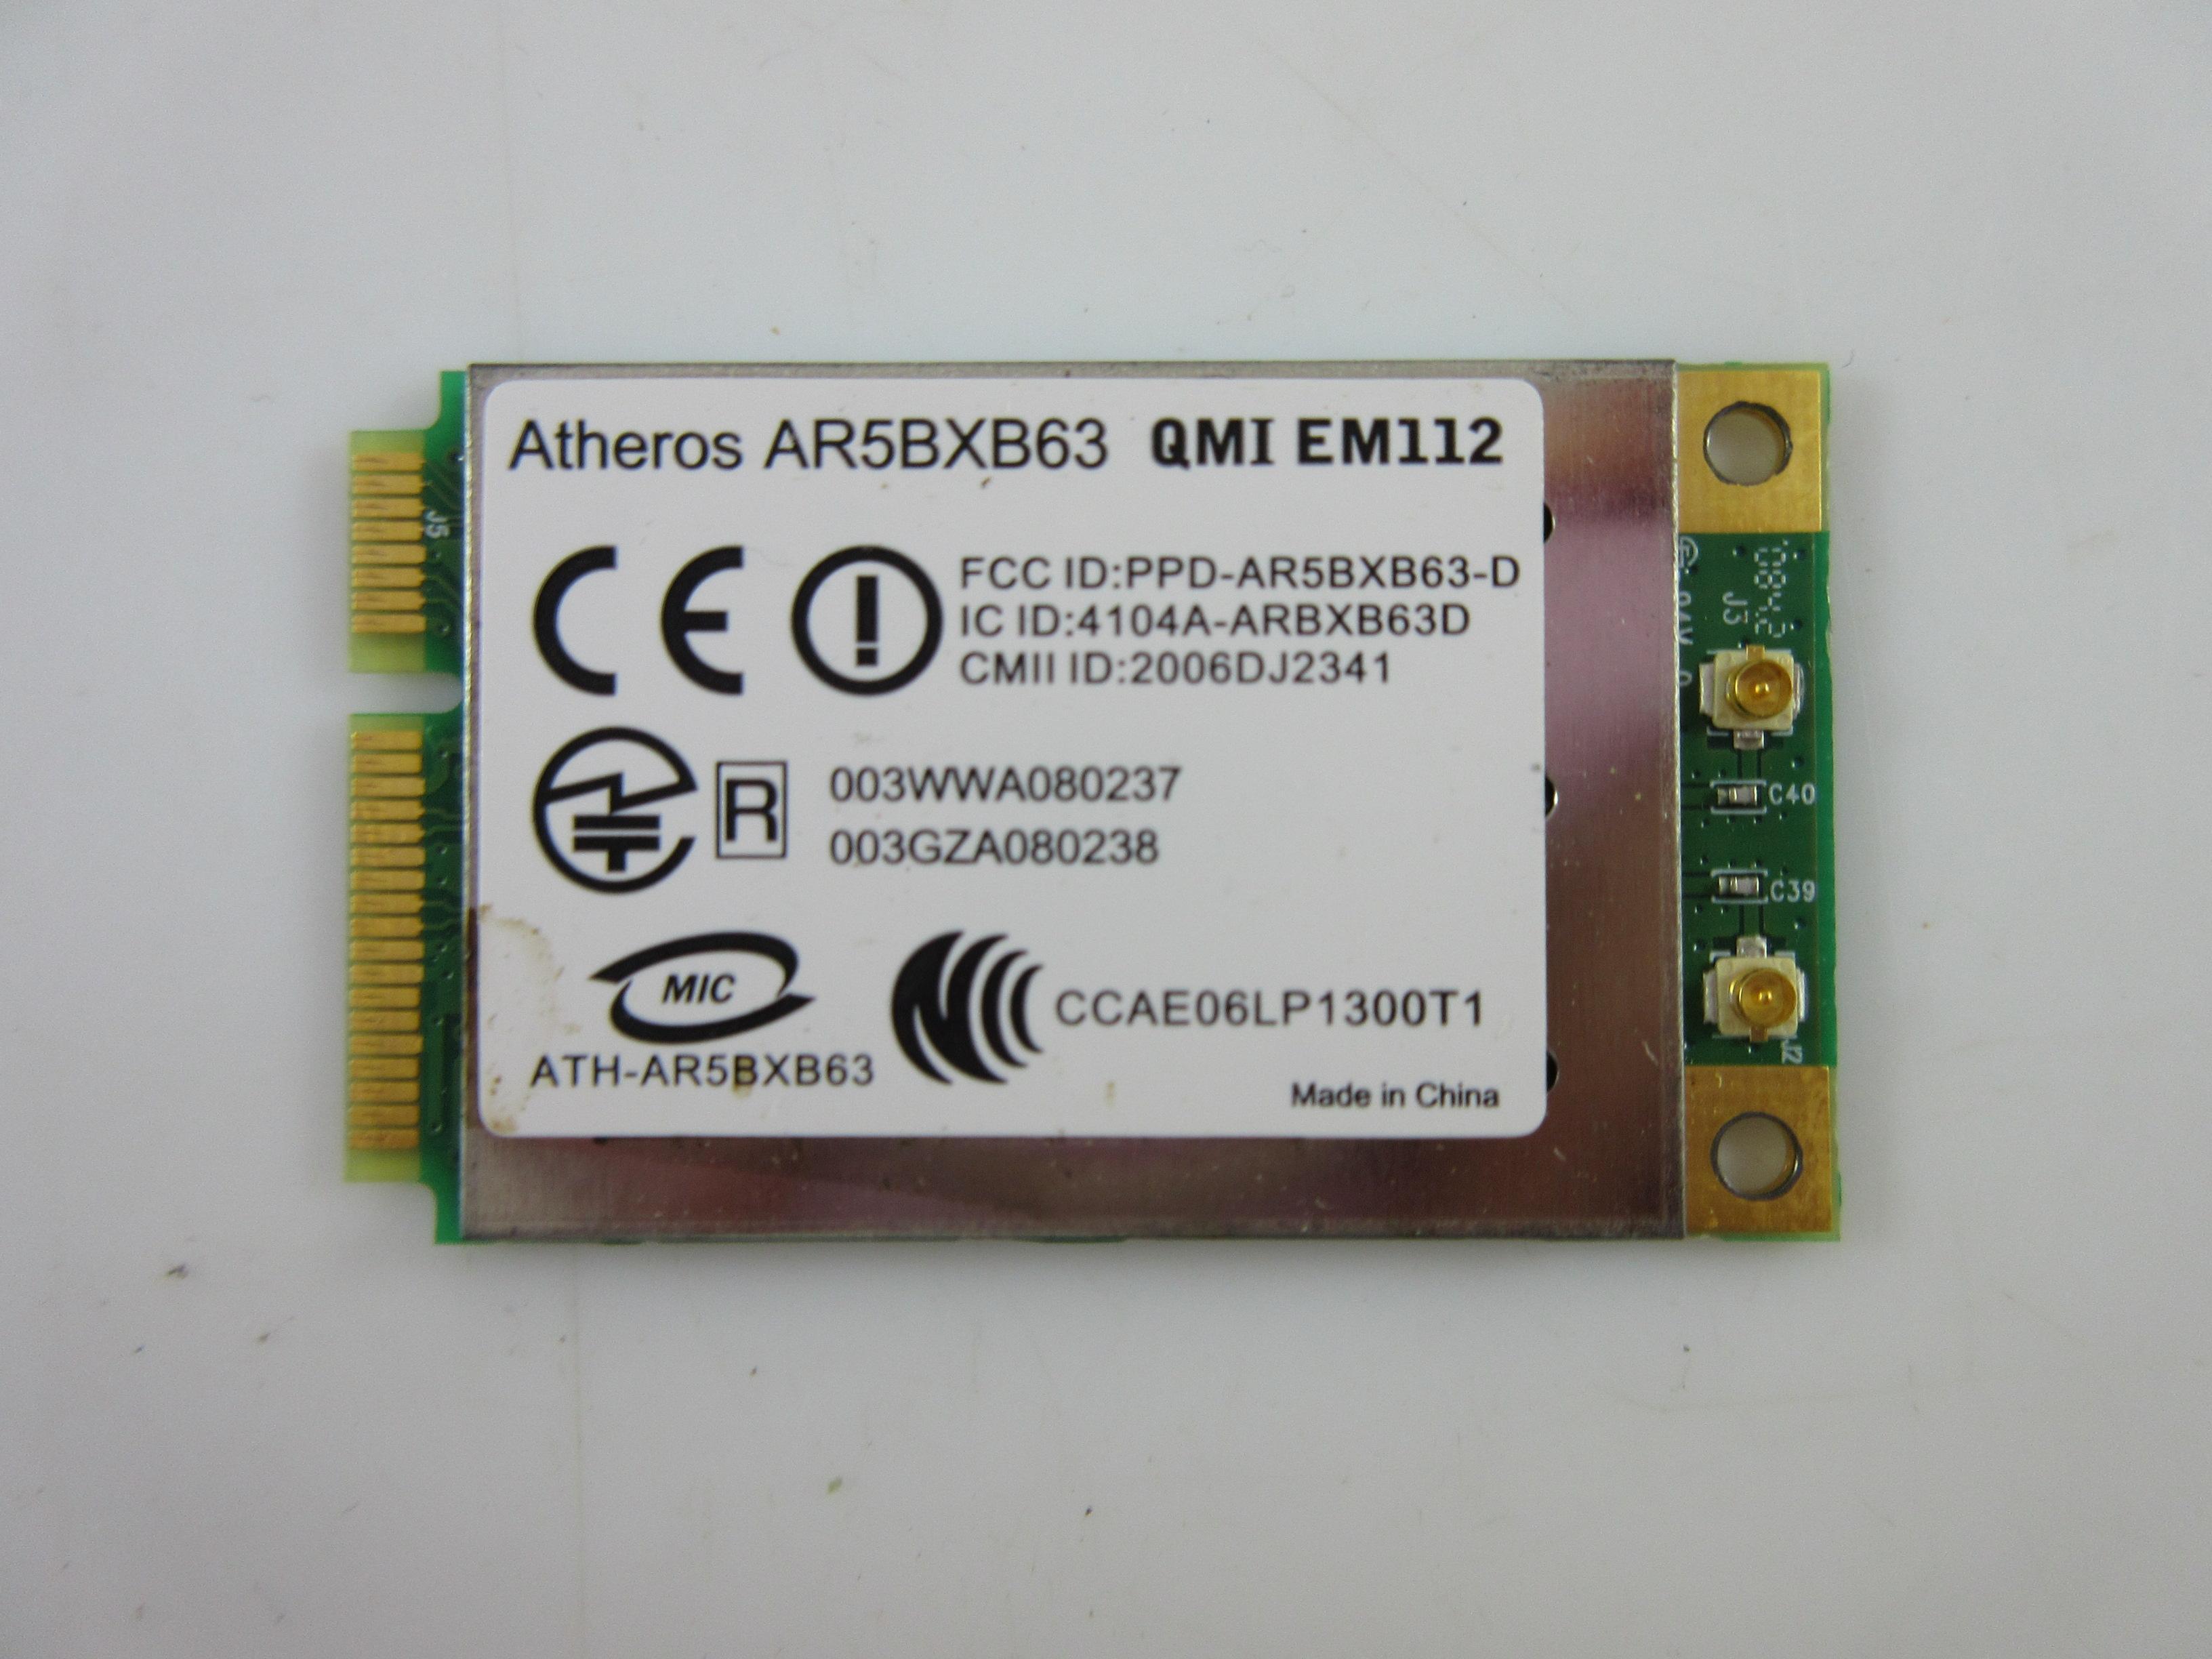 Atheros AR5BXB63 QMI EM112
CE
FCC ID:PPD-AR5BXB63-D
IC ID:4104A-ARBXB63D
CMII ID:2006DJ2341
R
003WWA080237
003GZA080238
MIC
ATH-AR5BXB63
CCAE06LP1300T1
Made in China
J5
J3
C40
C39
J2